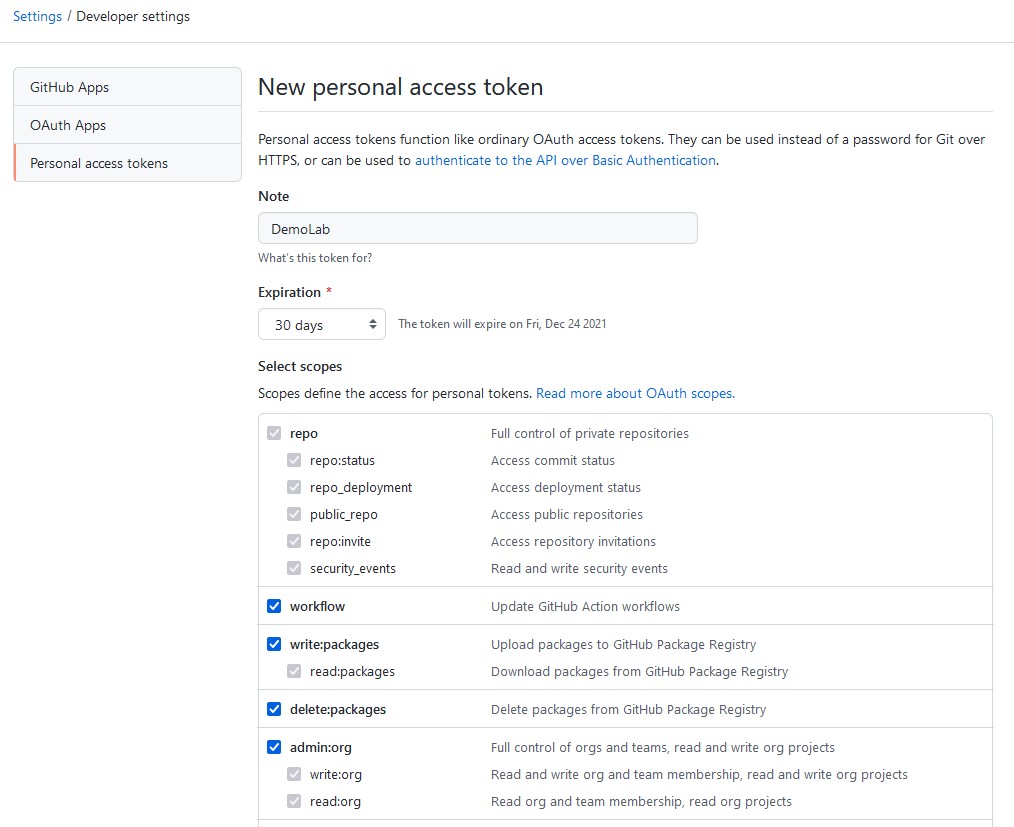 Settings / Developer settings
GitHub Apps
OAuth Apps
Personal access tokens
New personal access token
Personal access tokens function like ordinary OAuth access tokens. They can be used instead of a password for Git over
HTTPS, or can be used to authenticate to the API over Basic Authentication.
Note
DemoLab
What's this token for?
Expiration *
30 days The token will expire on Fri, Dec 24 2021
Select scopes
Scopes define the access for personal tokens. Read more about OAuth scopes.
repo Full control of private repositories
repo:status Access commit status
repo_deployment Access deployment status
public_repo Access public repositories
repo:invite Access repository invitations
security_events Read and write security events
workflow Update GitHub Action workflows
write:packages Upload packages to GitHub Package Registry
read:packages Download packages from GitHub Package Registry
delete:packages Delete packages from GitHub Package Registry
admin:org Full control of orgs and teams, read and write org projects
write:org Read and write org and team membership, read and write org projects
read:org Read org and team membership, read org projects